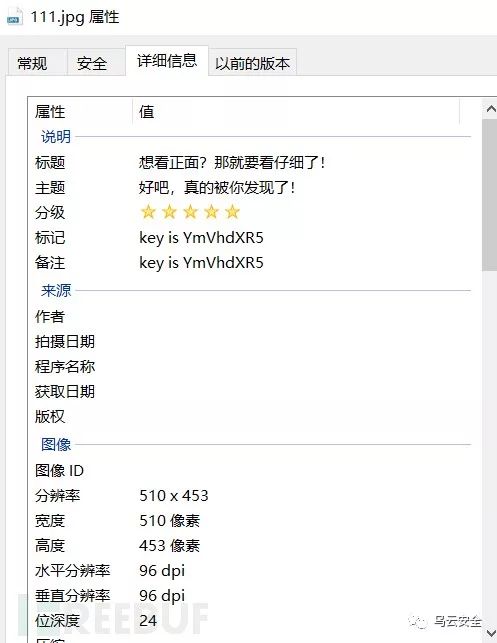 111.jpg 属性
常规 安全 详细信息 以前的版本
属性 值
说明
标题 想看正面？那就要看仔细了！
主题 好吧，真的被你发现了！
分级
标记 key is YmVhdXR5
备注 key is YmVhdXR5
来源
作者
拍摄日期
程序名称
获取日期
版权
图像
图像 ID
分辨率 510 x 453
宽度 510 像素
高度 453 像素
水平分辨率 96 dpi
垂直分辨率 96 dpi
位深度 24
REEBUF
乌云安全